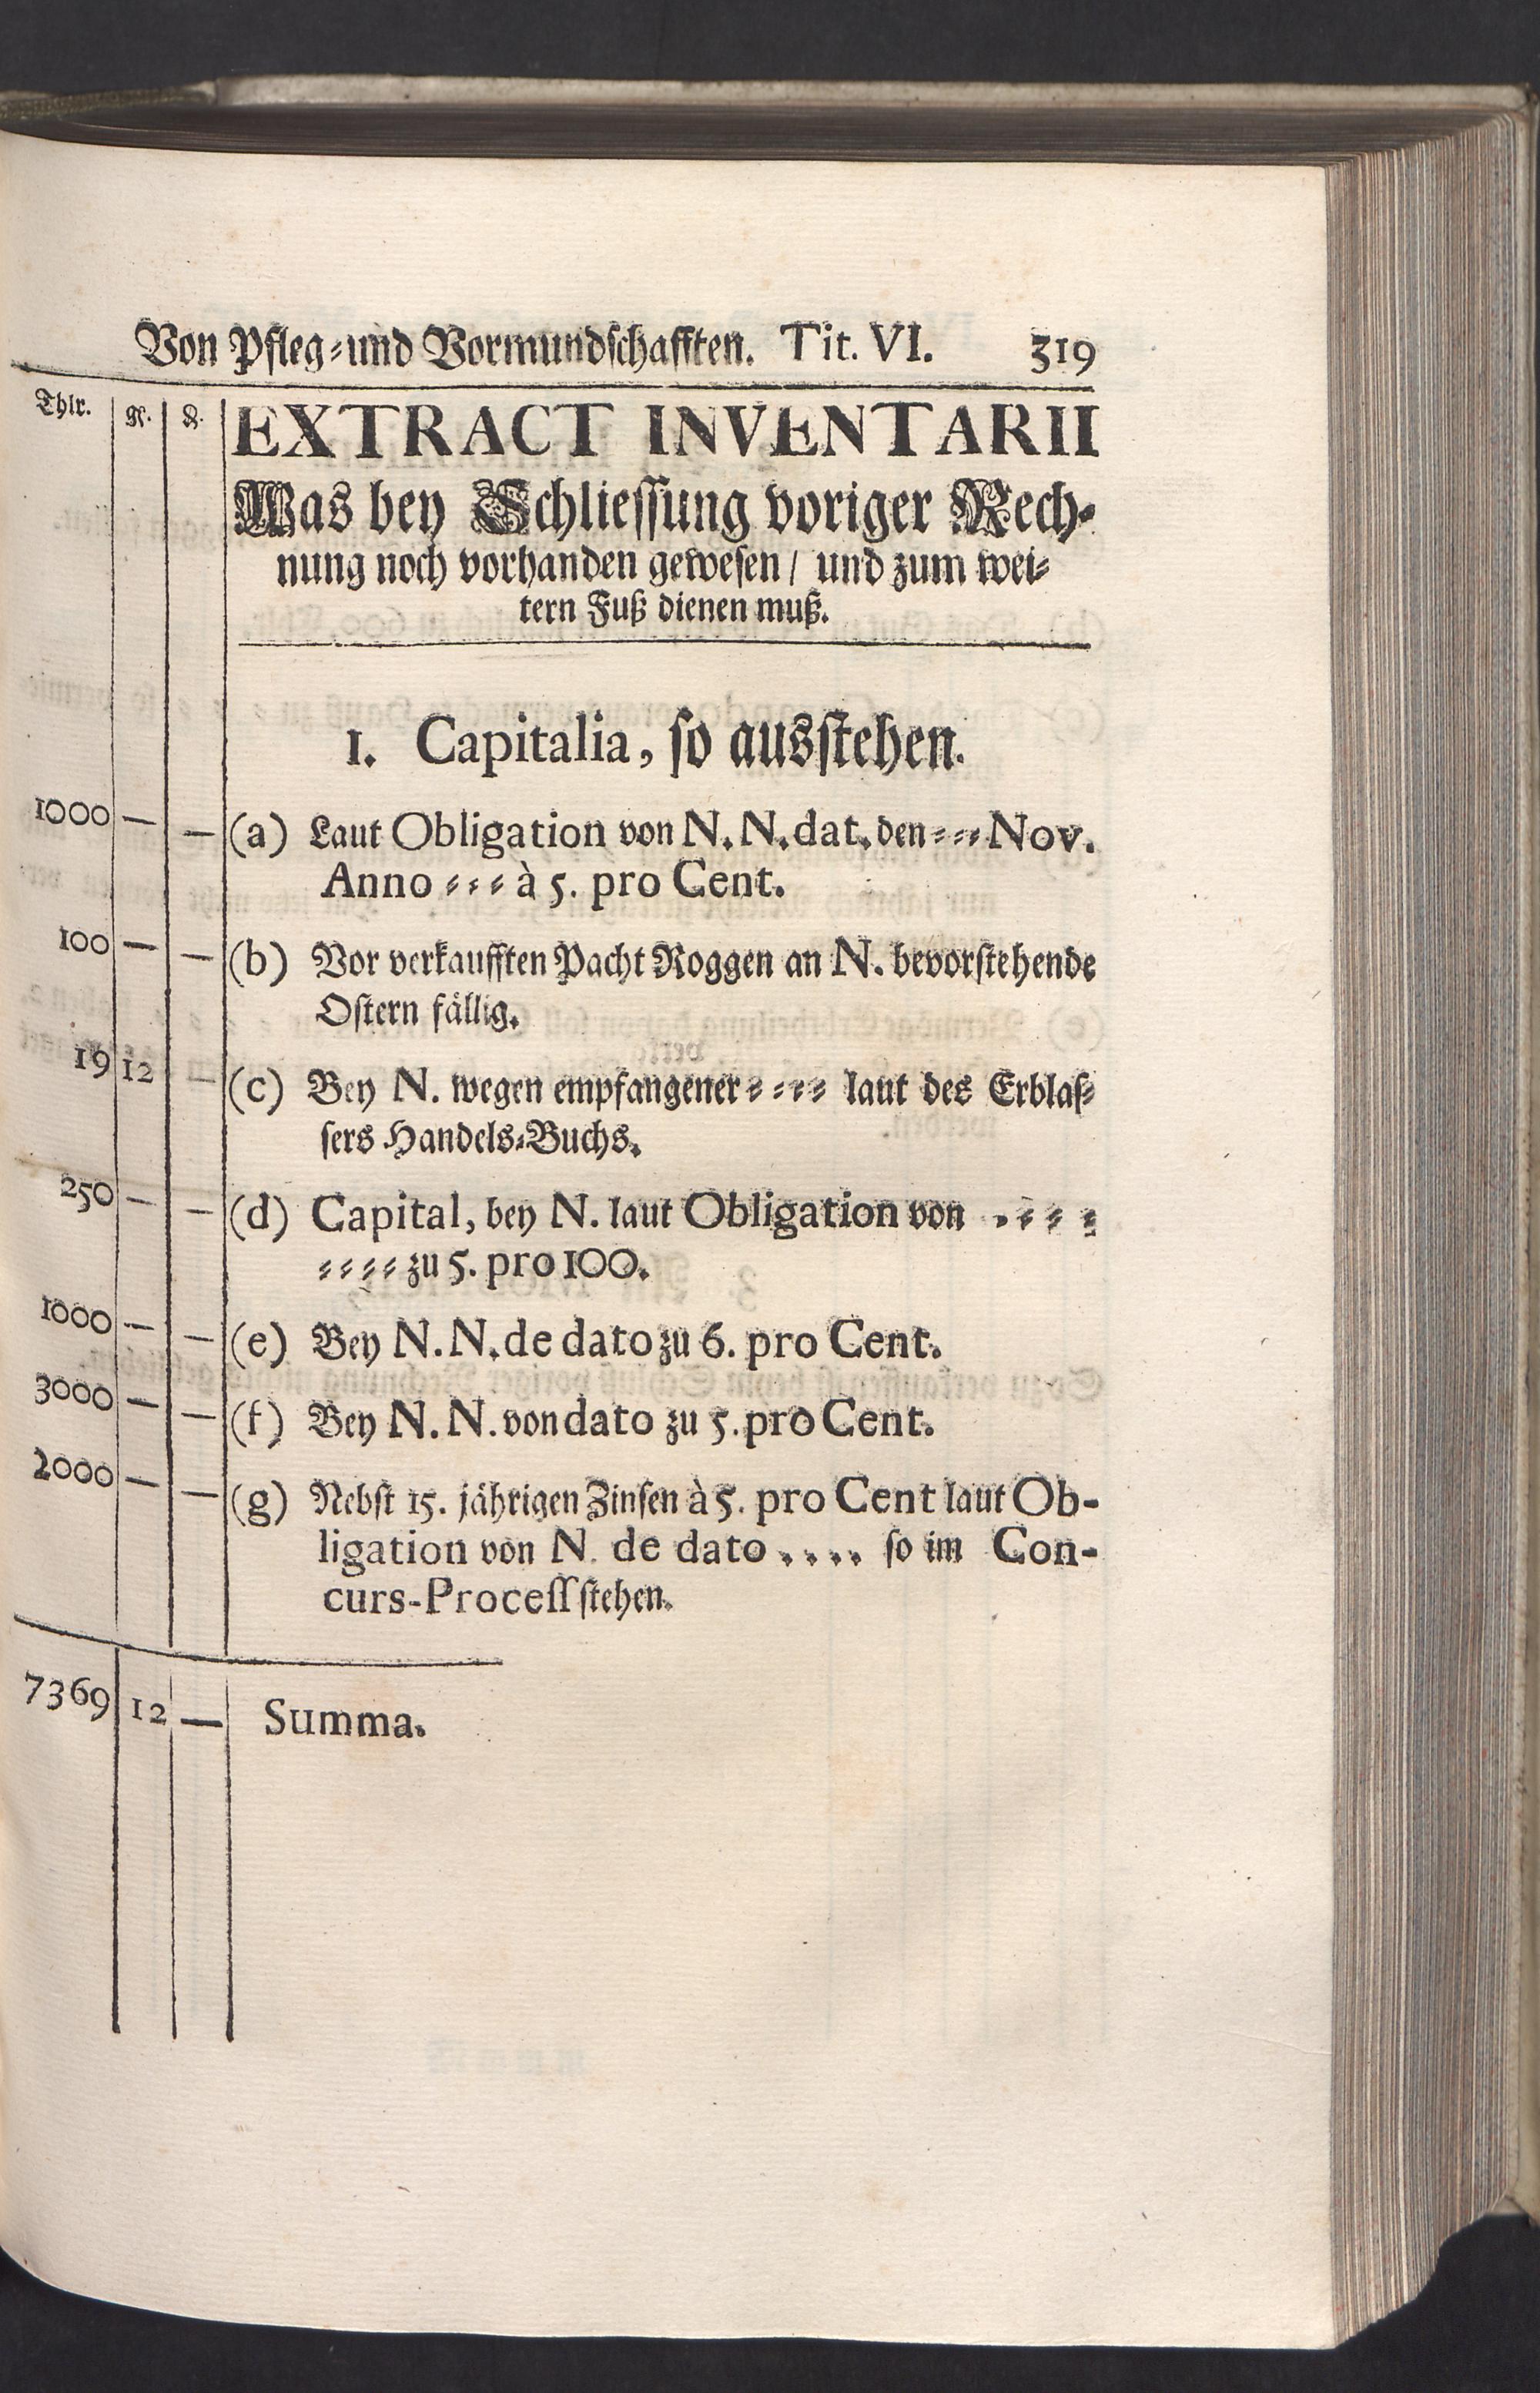 Von Pfleg-und Vormundschafften. Tit. VI. 319
Thlr. gr. d. EXTRACT INVENTARII
Was bey Schliessung voriger Rech-
nung noch vorhanden gewesen / und zum wei-
tern Fuß dienen muß.
1. Capitalia, so ausstehen.
1000 — — (a) Laut Obligation von N. N. dat. den - - - Nov.
Anno - - - à 5. pro Cent.
100 — — (b) Vor verkaufften Pacht Roggen an N. bevorstehende
Ostern fällig.
19 12 — (c) Bey N. wegen empfangener - - - - laut des Erblas-
sers Handels-Buchs.
250 — — (d) Capital, bey N. laut Obligation von - - - -
- - - - zu 5. pro 100.
1000 — — (e) Bey N. N. de dato zu 6. pro Cent.
3000 — — (f) Bey N. N. von dato zu 5. pro Cent.
2000 — — (g) Nebst 15. jährigen Zinsen à 5. pro Cent laut Ob-
ligation von N. de dato .... so im Con-
curs-Process stehen.
7369 12 — Summa.